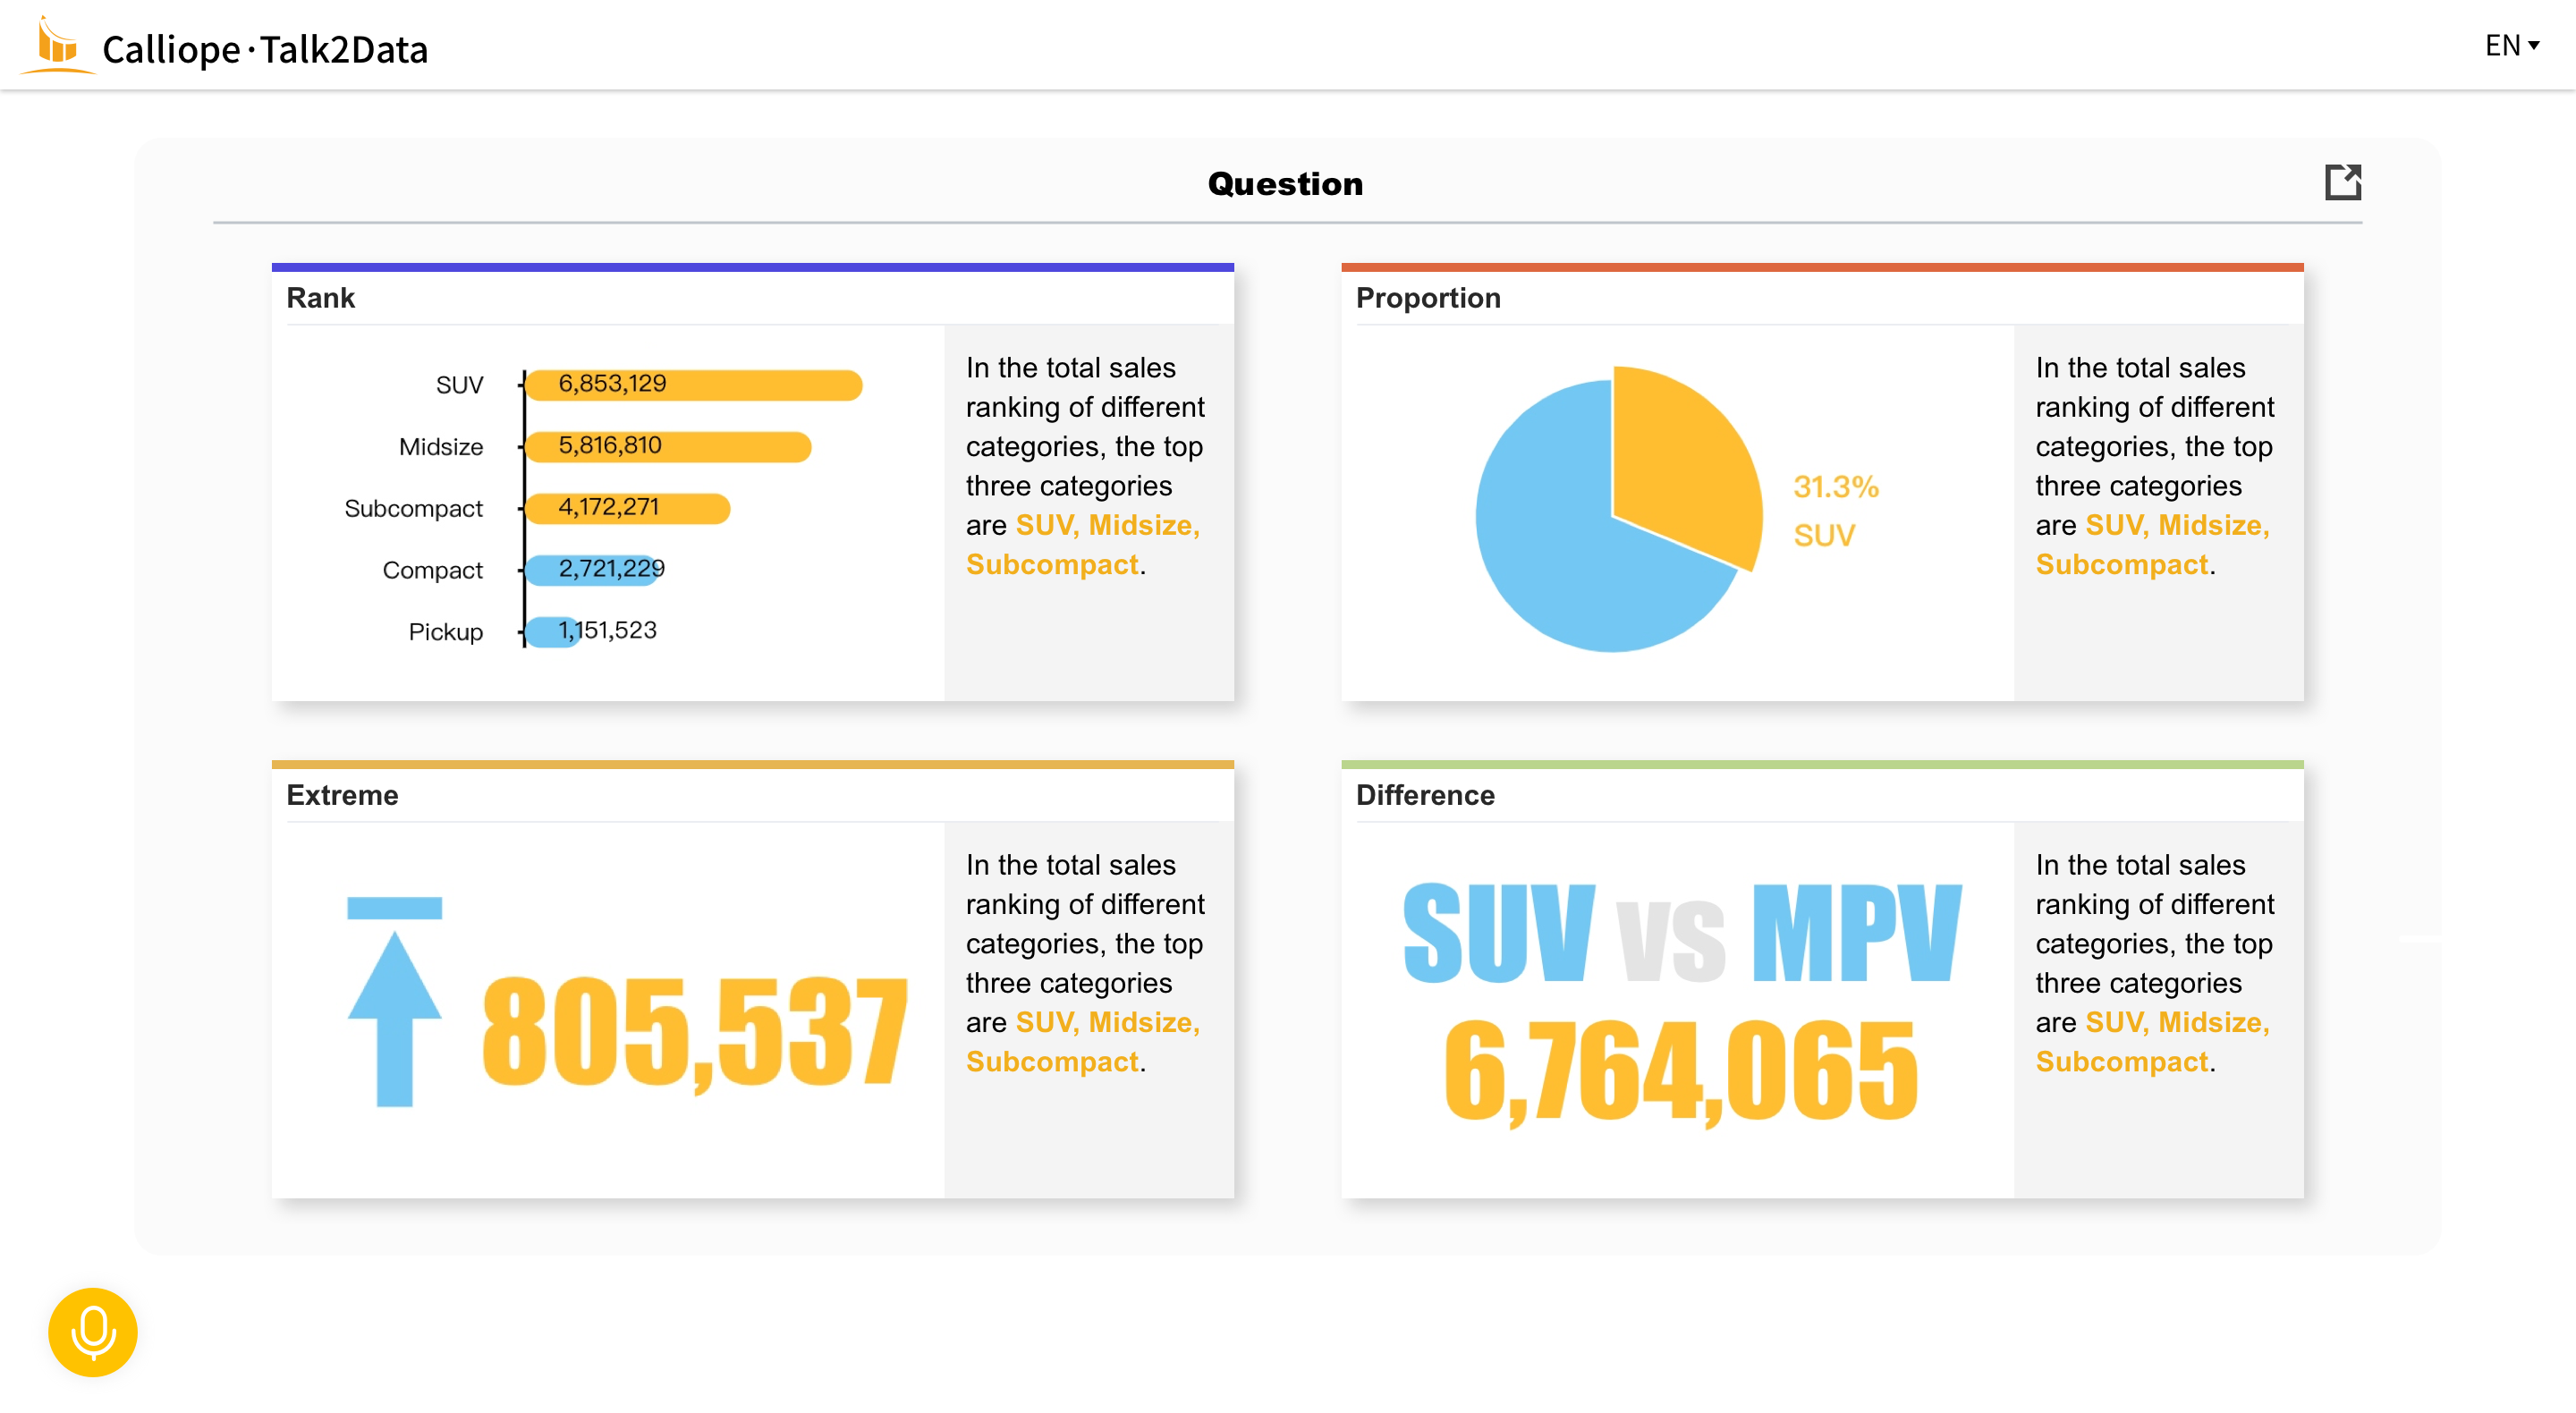 Calliope·Talk2Data
EN
Question
Rank
SUV 6,853,129
Midsize 5,816,810
Subcompact 4,172,271
Compact 2,721,229
Pickup 1,151,523
In the total sales
ranking of different
categories, the top
three categories
are SUV, Midsize,
Subcompact.
Proportion
31.3%
SUV
In the total sales
ranking of different
categories, the top
three categories
are SUV, Midsize,
Subcompact.
Extreme
805,537
In the total sales
ranking of different
categories, the top
three categories
are SUV, Midsize,
Subcompact.
Difference
SUV VS MPV
6,764,065
In the total sales
ranking of different
categories, the top
three categories
are SUV, Midsize,
Subcompact.